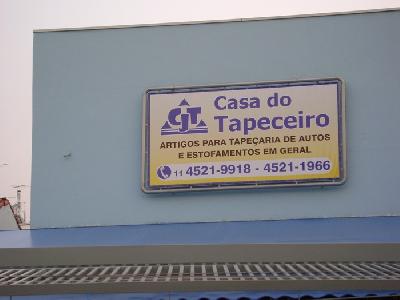 CJT
Casa do
Tapeceiro
ARTIGOS PARA TAPEÇARIA DE AUTOS
E ESTOFAMENTOS EM GERAL
11 4521-9918 - 4521-1966